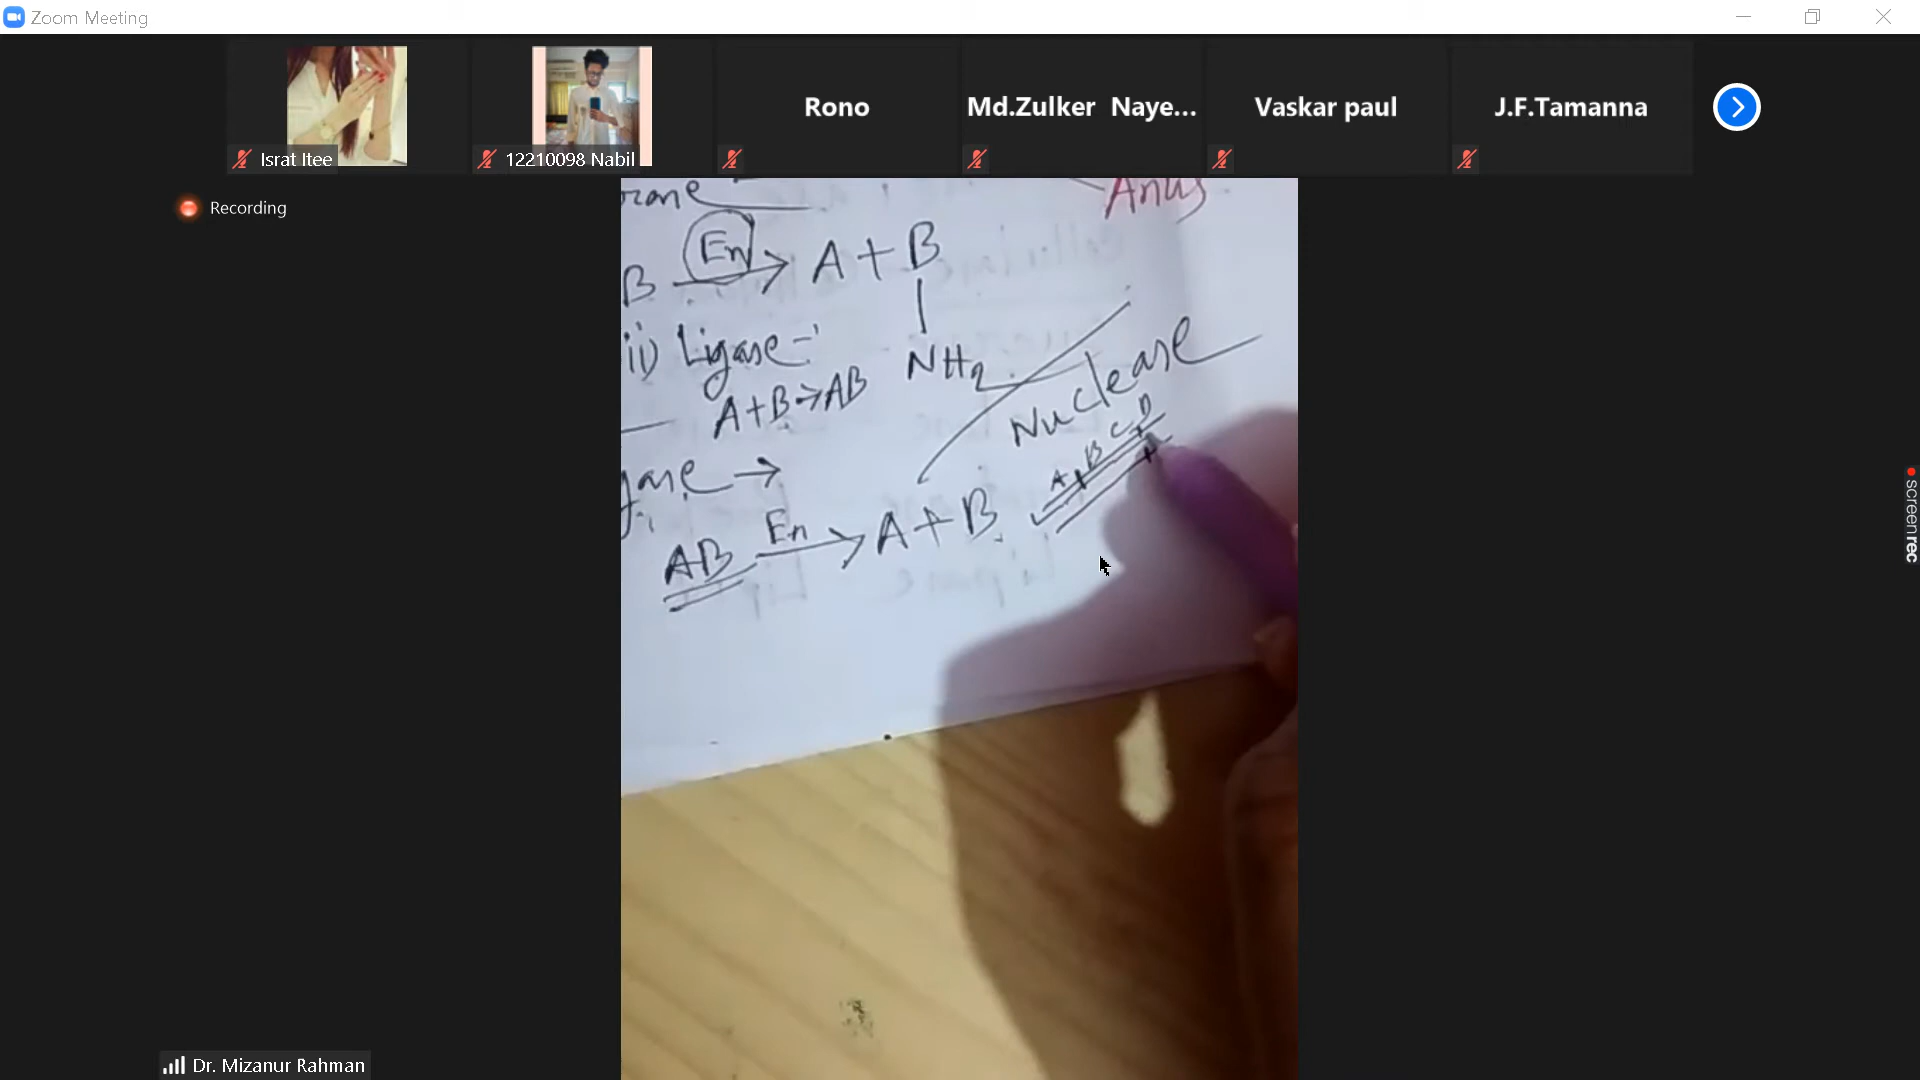 Zoom Meeting
Israt Itee
12210098 Nabil
Rono
Md.Zulker Naye...
Vaskar paul
J.F.Tamanna
Recording
Anus
B En → A + B
NH2
ii) Ligase-
A+B→AB
Nuclease
A B C D
ase →
AB En → A + B
screenrec
Dr. Mizanur Rahman